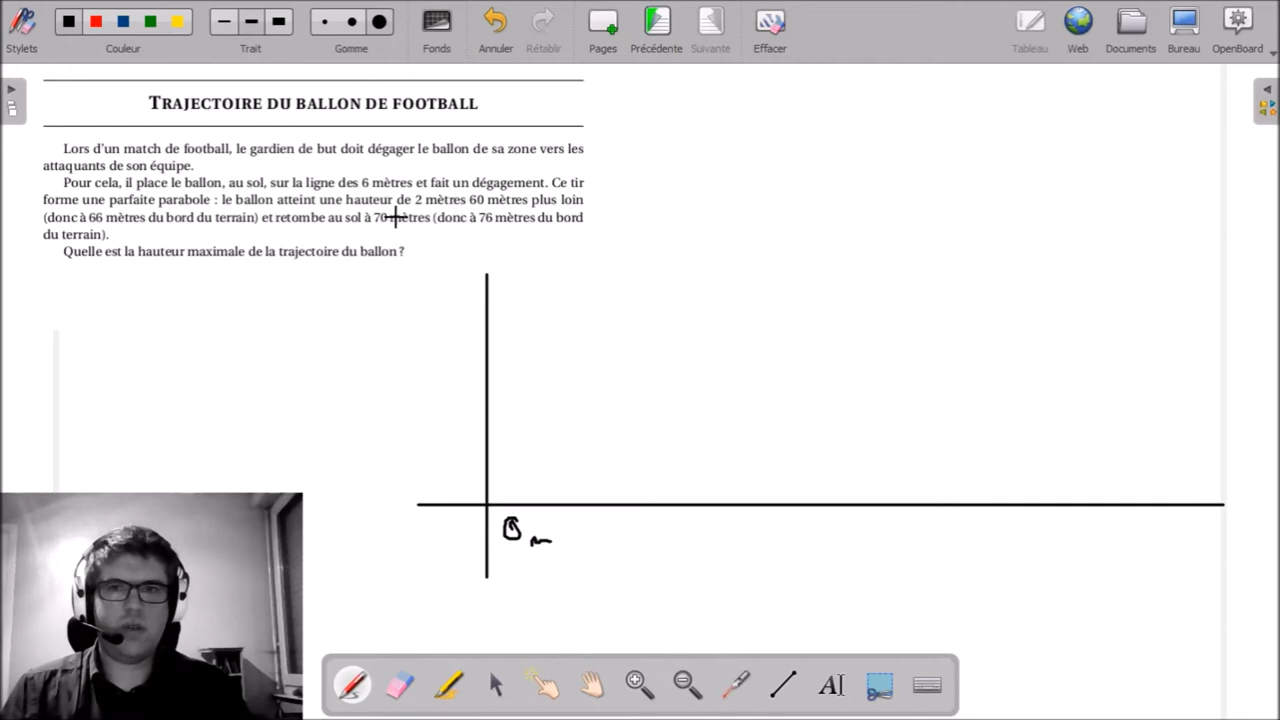 Stylets Couleur Trait Gomme Fonds Annuler Rétablir Pages Précédente Suivante Effacer Tableau Web Documents Bureau OpenBoard
TRAJECTOIRE DU BALLON DE FOOTBALL
Lors d'un match de football, le gardien de but doit dégager le ballon de sa zone vers les
attaquants de son équipe.
Pour cela, il place le ballon, au sol, sur la ligne des 6 mètres et fait un dégagement. Ce tir
forme une parfaite parabole : le ballon atteint une hauteur de 2 mètres 60 mètres plus loin
(donc à 66 mètres du bord du terrain) et retombe au sol à 70 mètres (donc à 76 mètres du bord
du terrain).
Quelle est la hauteur maximale de la trajectoire du ballon ?
0 m
AI